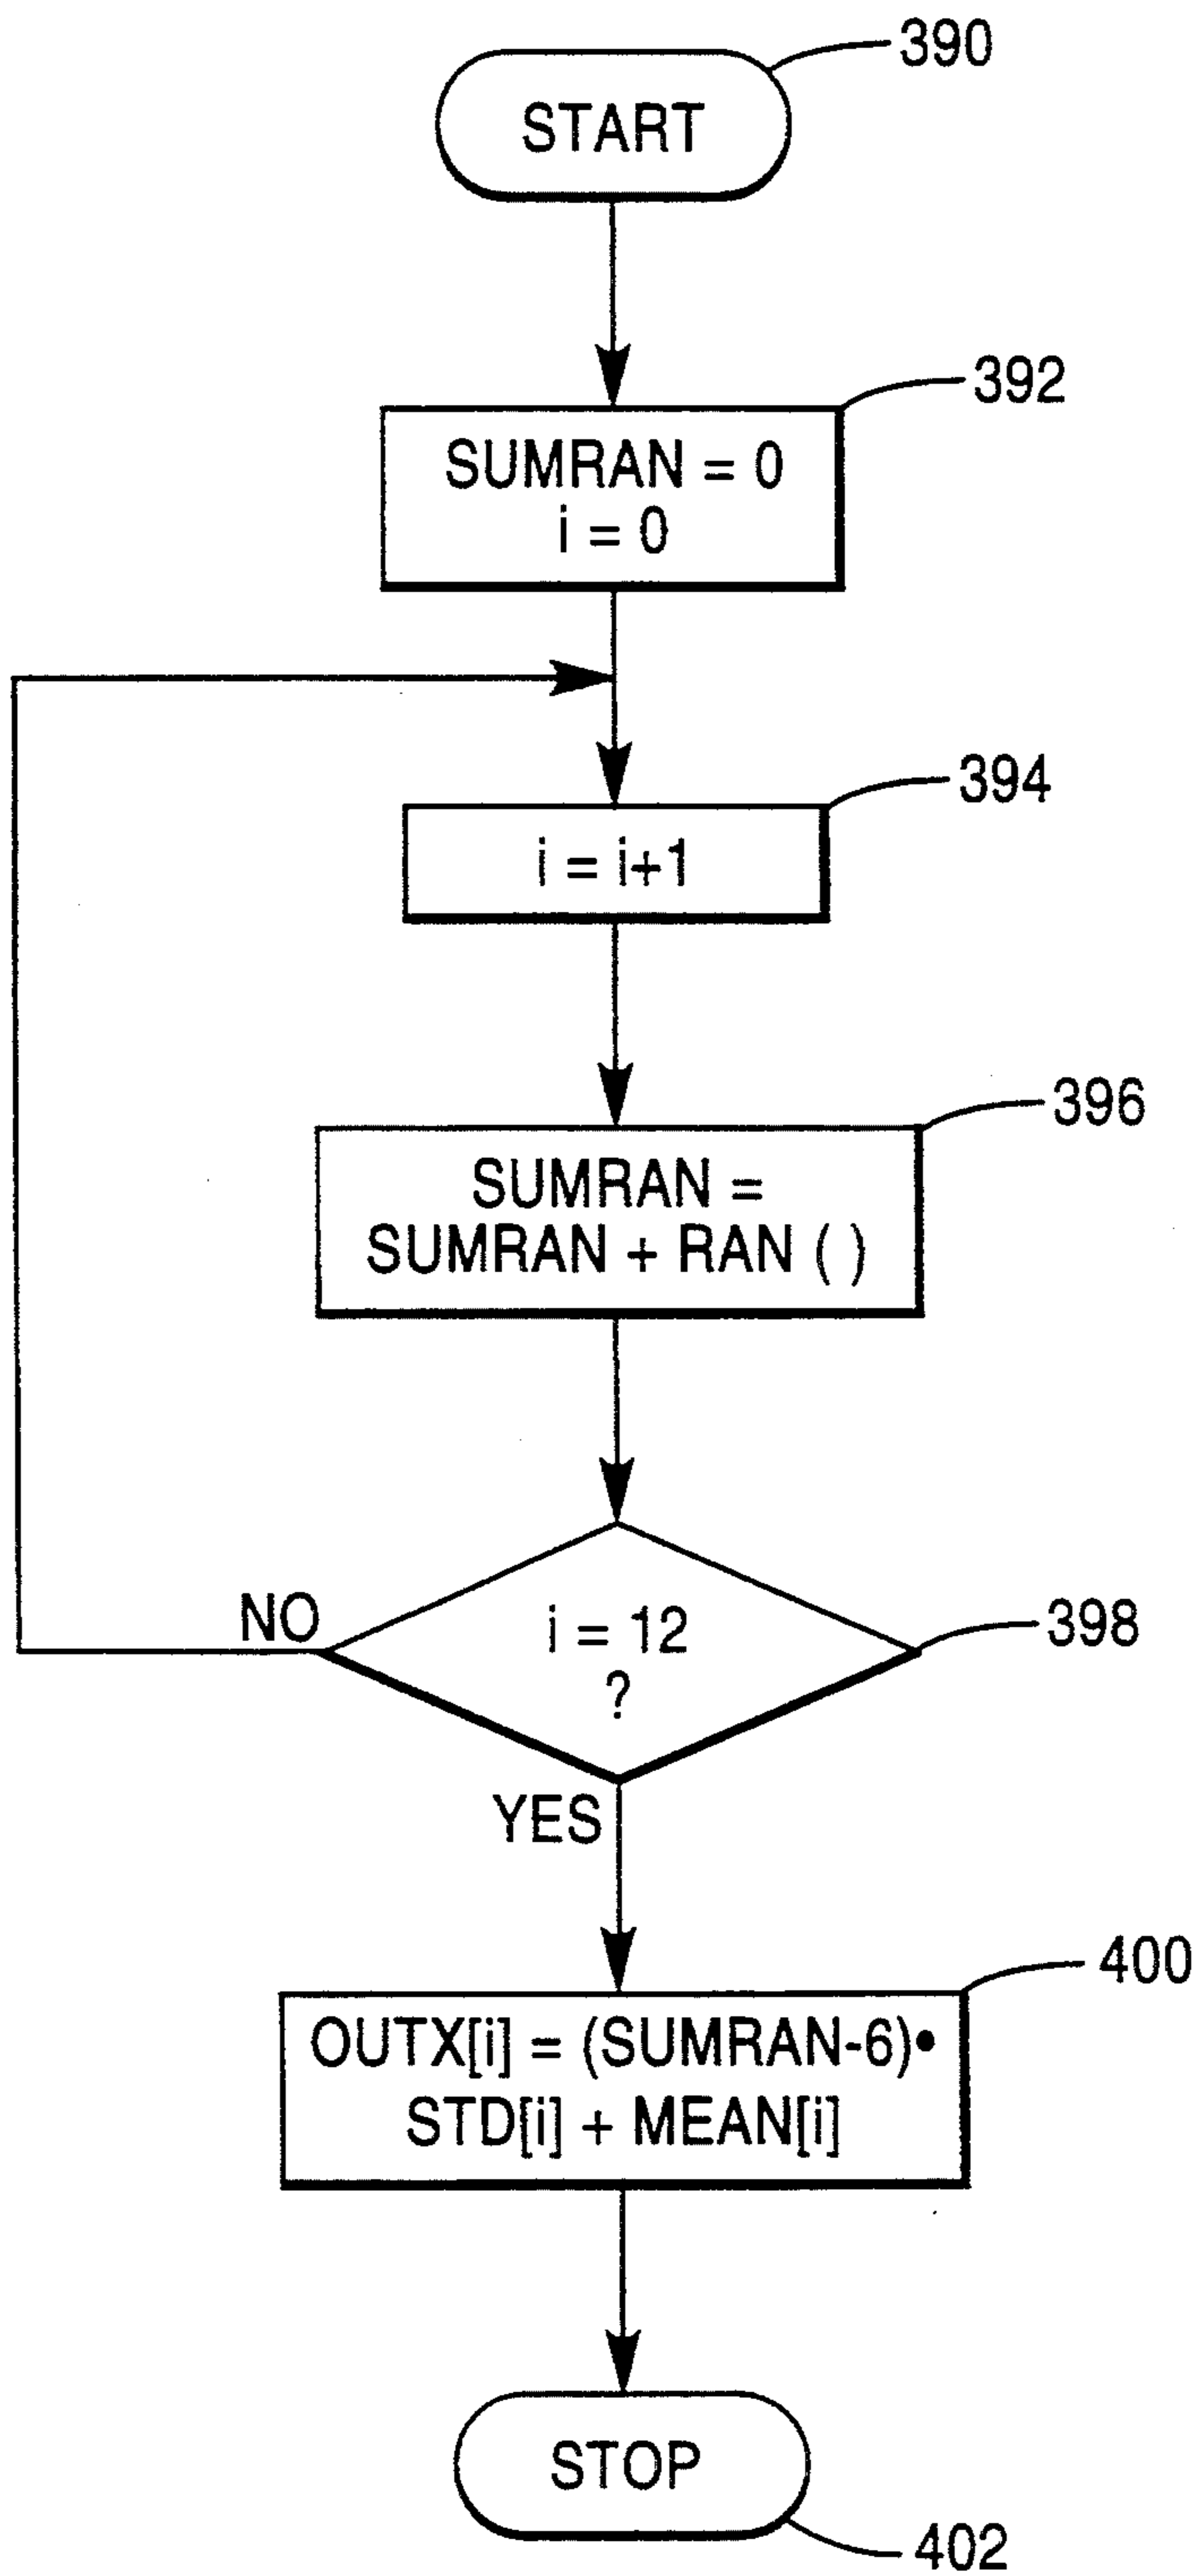 390
START
392
SUMRAN = 0
i = 0
394
i = i+1
396
SUMRAN =
SUMRAN + RAN ( )
NO
i = 12
?
398
YES
400
OUTX[i] = (SUMRAN-6)•
STD[i] + MEAN[i]
STOP
402